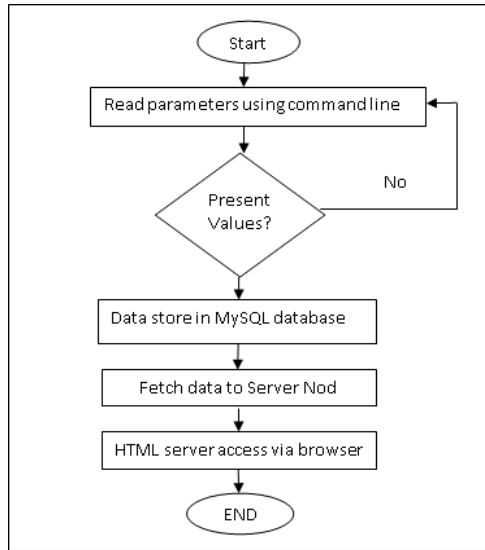 Start
Read parameters using command line
No
Present
Values?
Data store in MySQL database
Fetch data to Server Nod
HTML server access via browser
END